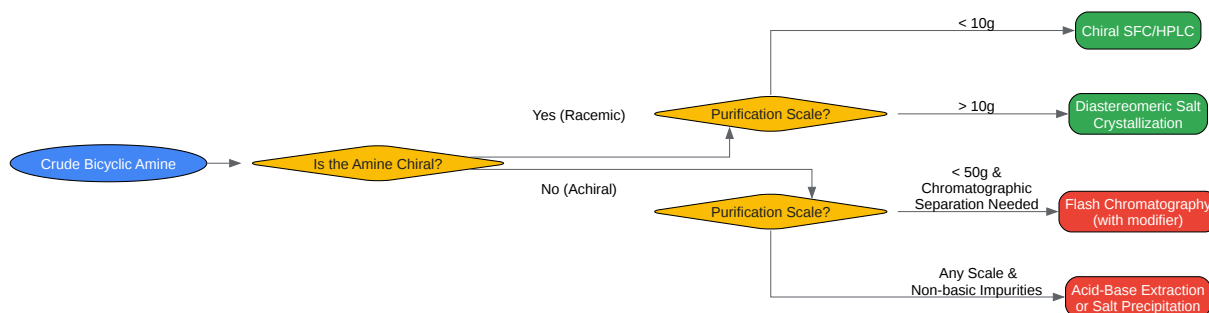 < 10g
Chiral SFC/HPLC
Yes (Racemic)
Purification Scale?
> 10g
Diastereomeric Salt
Crystallization
Crude Bicyclic Amine
Is the Amine Chiral?
No (Achiral)
Purification Scale?
< 50g &
Chromatographic
Separation Needed
Flash Chromatography
(with modifier)
Any Scale &
Non-basic Impurities
Acid-Base Extraction
or Salt Precipitation